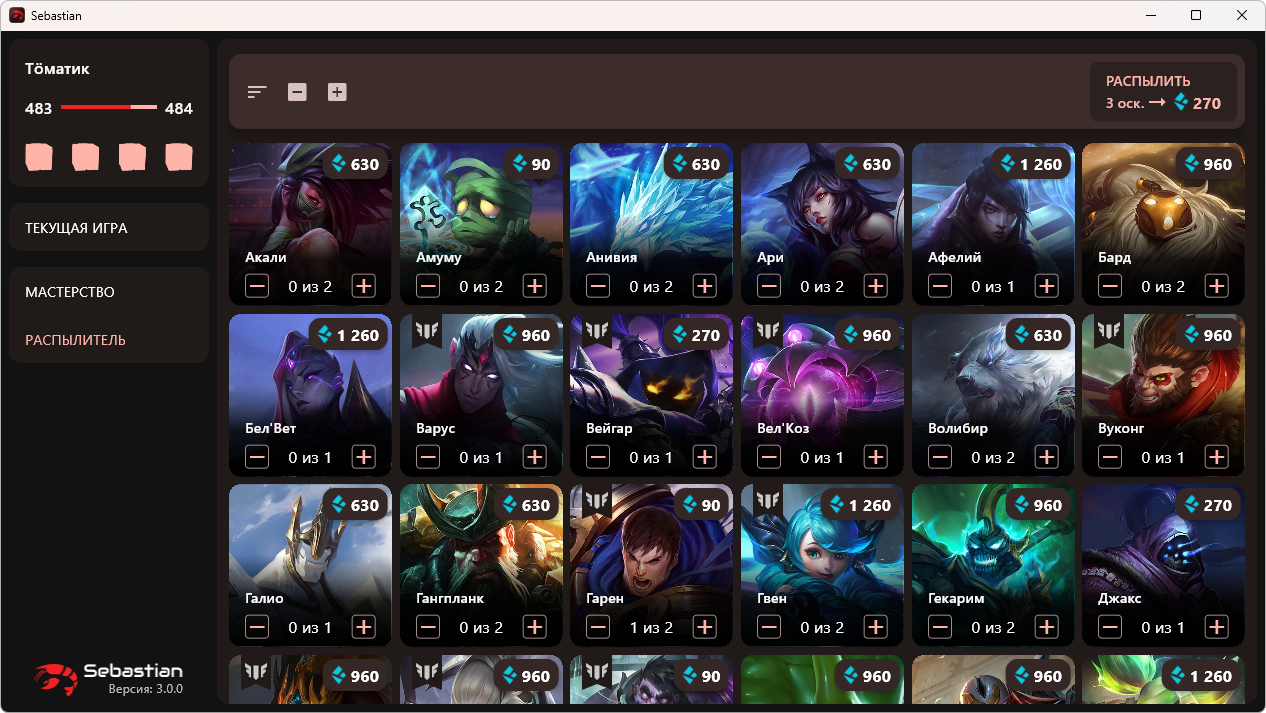 Sebastian
Tӧматик
483 484
ТЕКУЩАЯ ИГРА
МАСТЕРСТВО
РАСПЫЛИТЕЛЬ
Sebastian
Версия: 3.0.0
РАСПЫЛИТЬ
3 оск. → 270
630
Акали
0 из 2
90
Амуму
0 из 2
630
Анивия
0 из 2
630
Ари
0 из 2
1 260
Афелий
0 из 1
960
Бард
0 из 2
1 260
Бел'Вет
0 из 1
960
Варус
0 из 1
270
Вейгар
0 из 1
960
Вел'Коз
0 из 1
630
Волибир
0 из 2
960
Вуконг
0 из 1
630
Галио
0 из 1
630
Гангпланк
0 из 2
90
Гарен
1 из 2
1 260
Гвен
0 из 2
960
Гекарим
0 из 2
270
Джакс
0 из 1
960
960
90
960
960
1 260